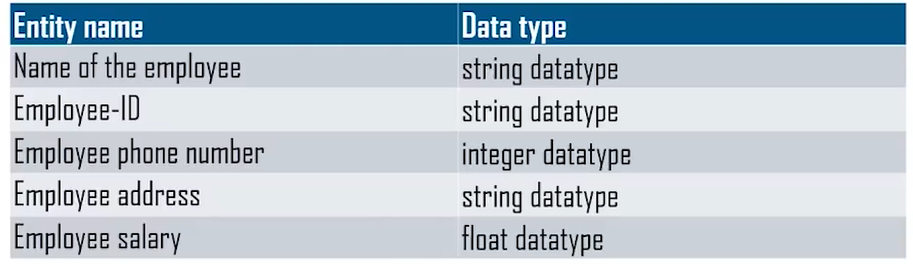 Entity name Data type
Name of the employee string datatype
Employee-ID string datatype
Employee phone number integer datatype
Employee address string datatype
Employee salary float datatype